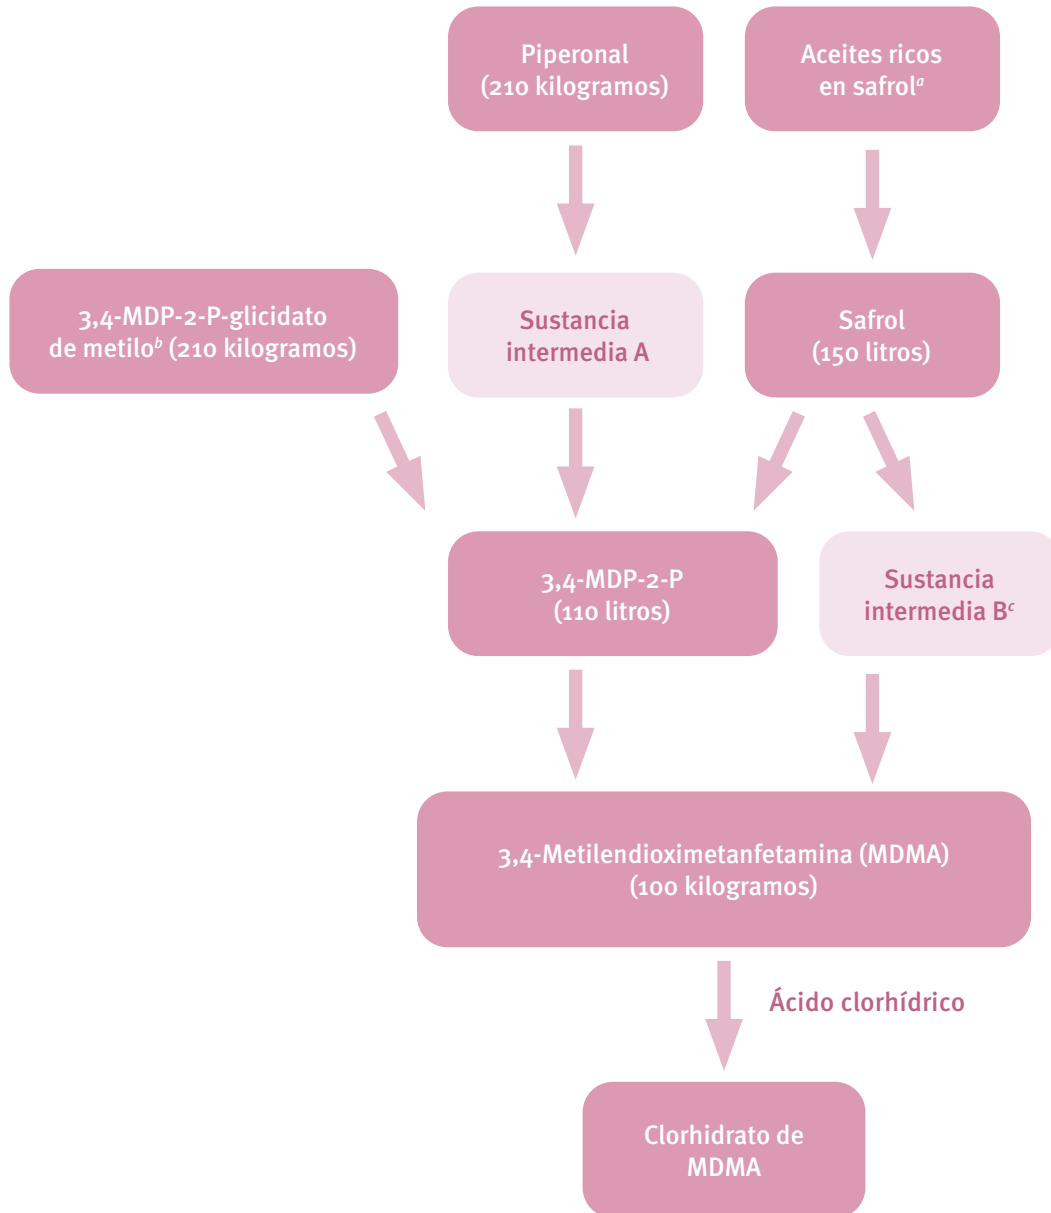 Piperonal
(210 kilogramos)
Aceites ricos
en safrolᵃ
3,4-MDP-2-P-glicidato
de metiloᵇ (210 kilogramos)
Sustancia
intermedia A
Safrol
(150 litros)
3,4-MDP-2-P
(110 litros)
Sustancia
intermedia Bᶜ
3,4-Metilendioximetanfetamina (MDMA)
(100 kilogramos)
Ácido clorhídrico
Clorhidrato de
MDMA